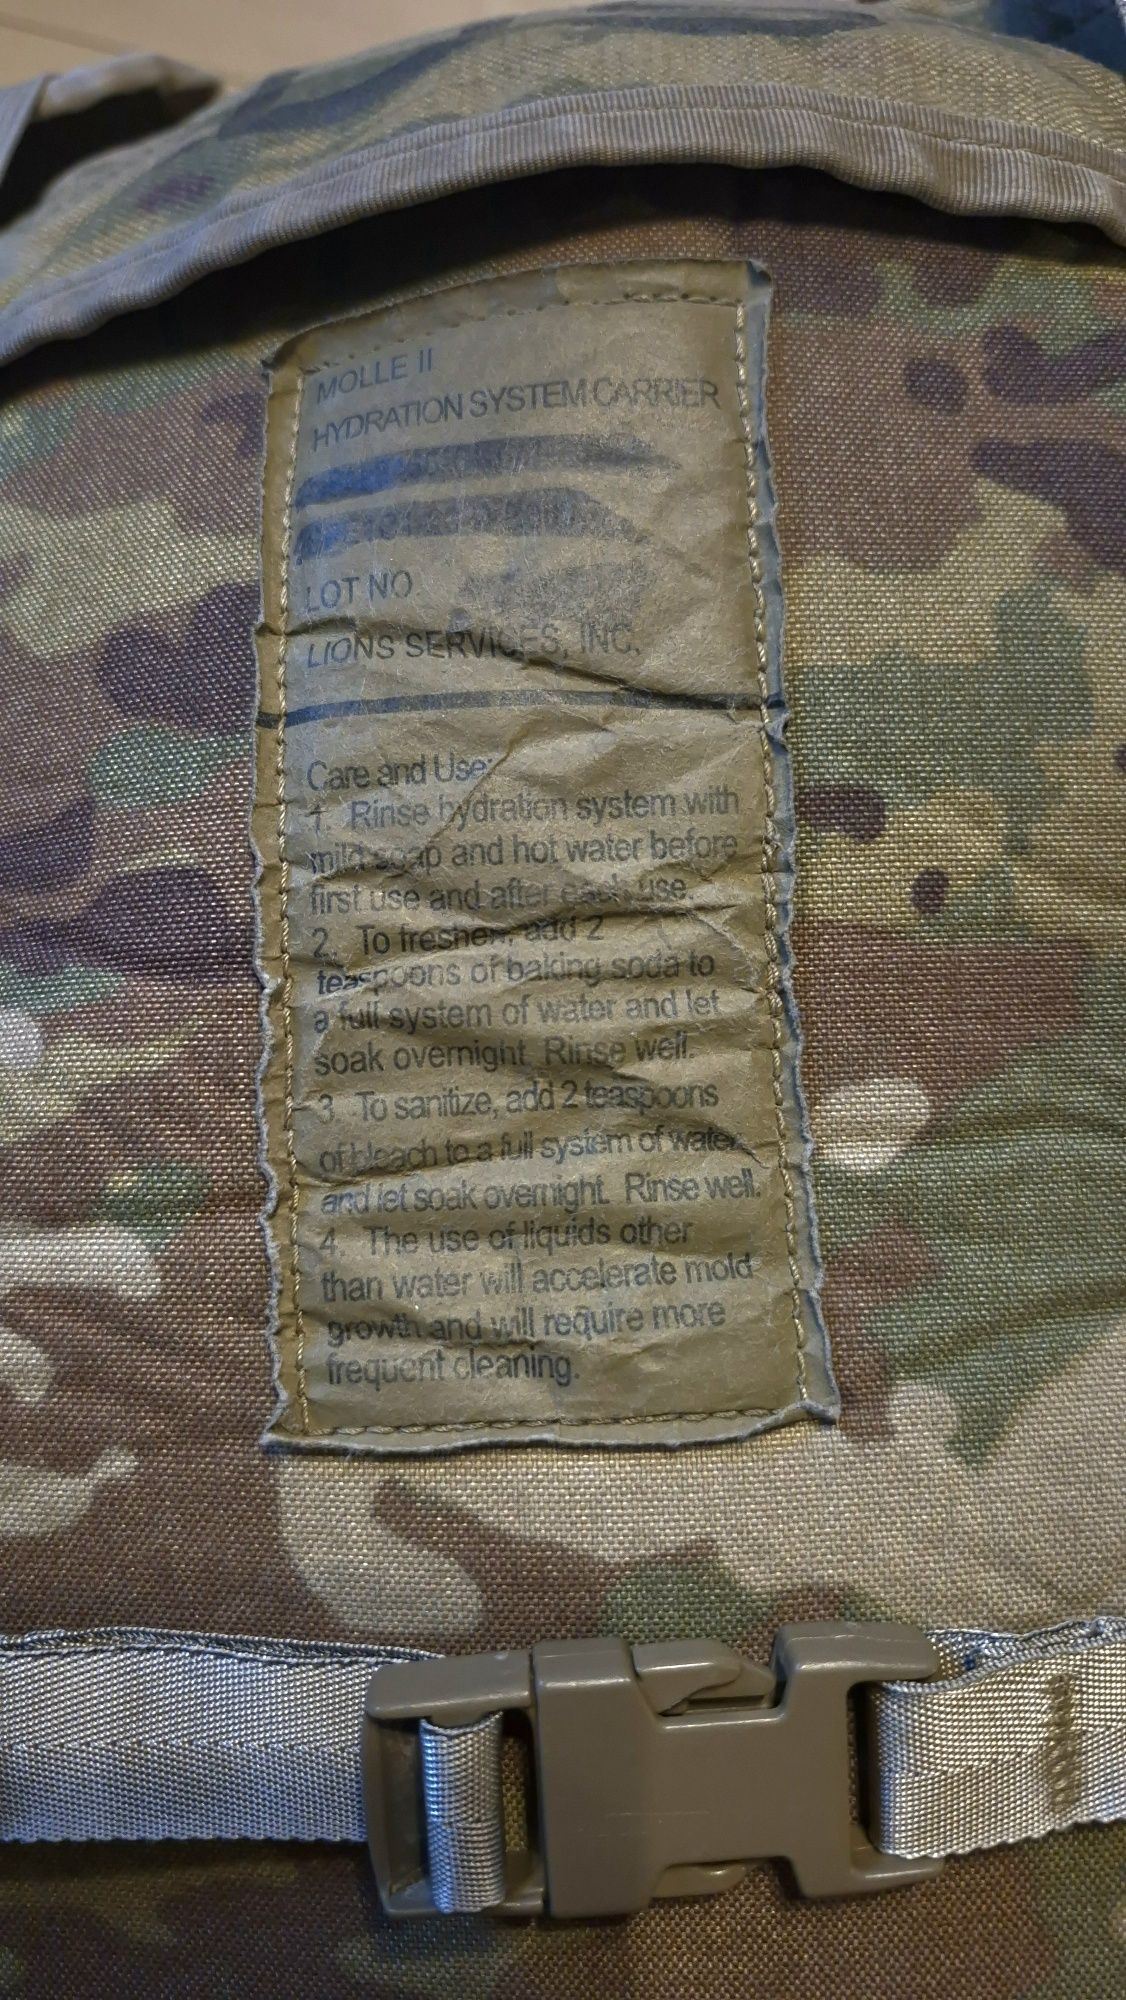 MOLLE II
HYDRATION SYSTEM CARRIER
LOT NO
LIONS SERVICES, INC.
Care and Use:
1. Rinse hydration system with
mild soap and hot water before
first use and after each use.
2. To freshen, add 2
teaspoons of baking soda to
a full system of water and let
soak overnight. Rinse well.
3. To sanitize, add 2 teaspoons
of bleach to a full system of water
and let soak overnight. Rinse well.
4. The use of liquids other
than water will accelerate mold
growth and will require more
frequent cleaning.